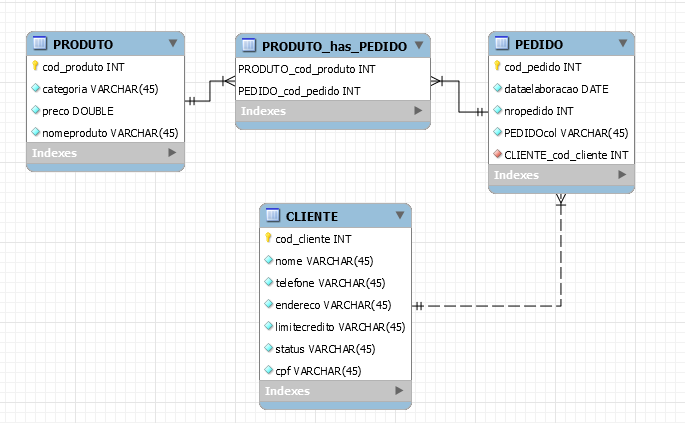 PRODUTO
cod_produto INT
categoria VARCHAR(45)
preco DOUBLE
nomeproduto VARCHAR(45)
Indexes
PRODUTO_has_PEDIDO
PRODUTO_cod_produto INT
PEDIDO_cod_pedido INT
Indexes
PEDIDO
cod_pedido INT
dataelaboracao DATE
nropedido INT
PEDIDOcol VARCHAR(45)
CLIENTE_cod_cliente INT
Indexes
CLIENTE
cod_cliente INT
nome VARCHAR(45)
telefone VARCHAR(45)
endereco VARCHAR(45)
limitecredito VARCHAR(45)
status VARCHAR(45)
cpf VARCHAR(45)
Indexes